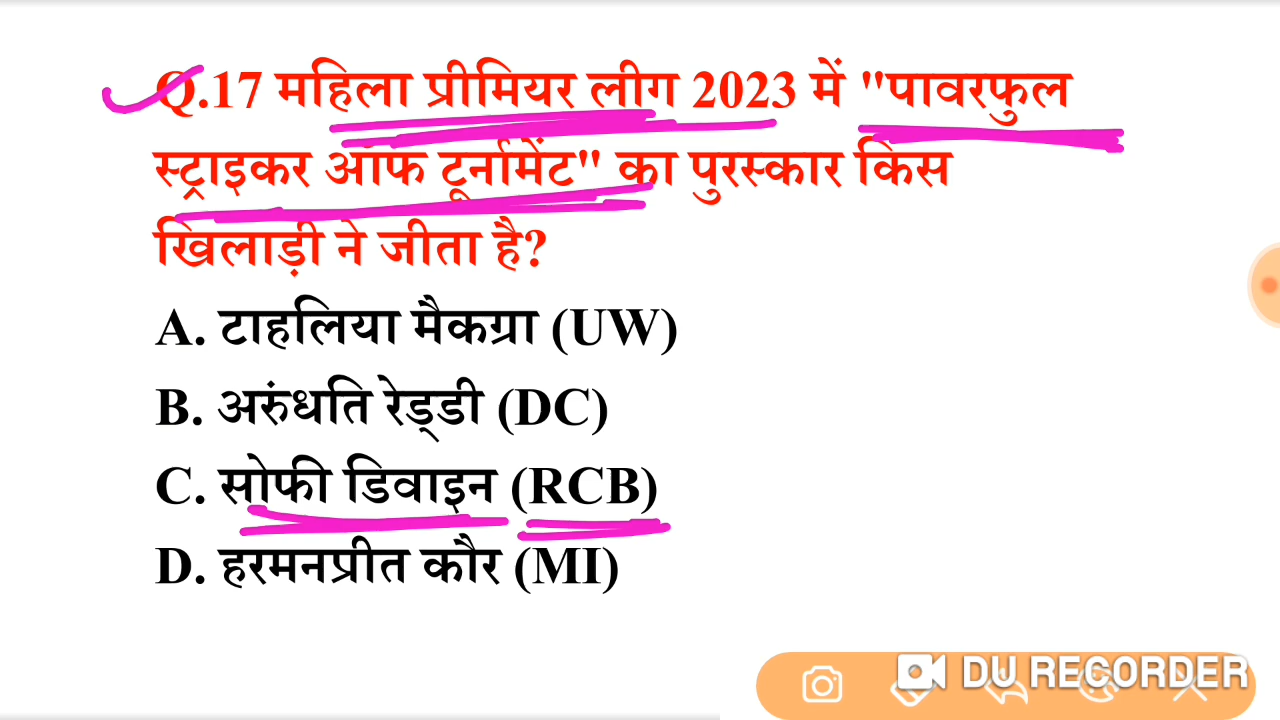 Q.17 महिला प्रीमियर लीग 2023 में "पावरफुल
स्ट्राइकर ऑफ टूर्नामेंट" का पुरस्कार किस
खिलाड़ी ने जीता है?
A. टाहलिया मैकग्रा (UW)
B. अरुंधति रेड्डी (DC)
C. सोफी डिवाइन (RCB)
D. हरमनप्रीत कौर (MI)
DU RECORDER